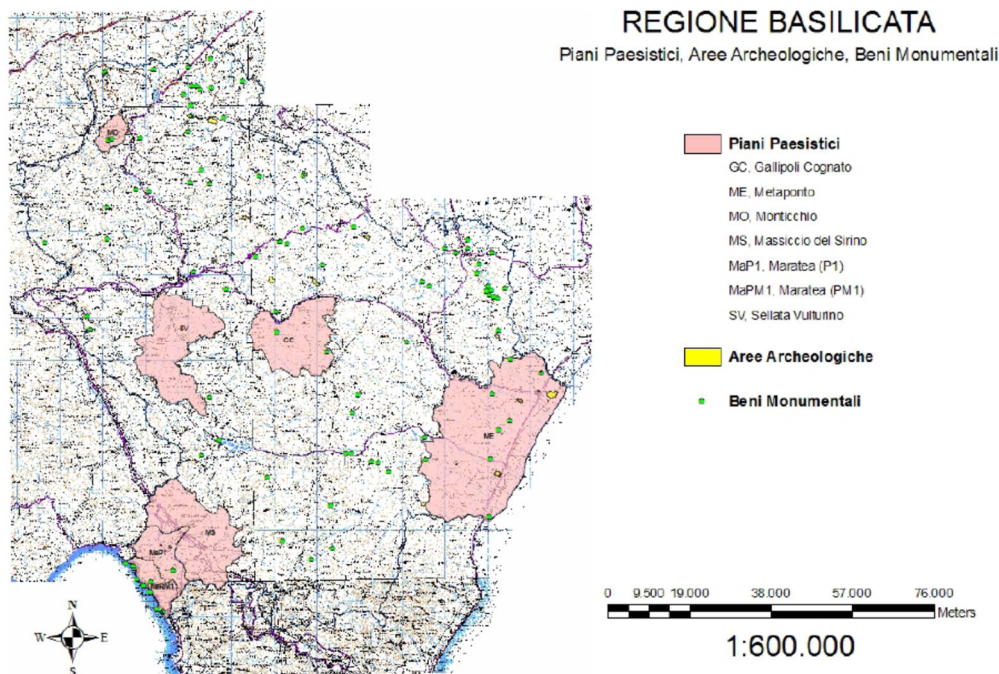 REGIONE BASILICATA
Piani Paesistici, Aree Archeologiche, Beni Monumentali
Piani Paesistici
GC, Gallipoli Cognato
ME, Metaponto
MO, Monticchio
MS, Massiccio del Sirino
MaP1, Maratea (P1)
MaPM1, Maratea (PM1)
SV, Sellata Vulturino
Aree Archeologiche
Beni Monumentali
MO
SV
GC
ME
MS
MaP1
N
W E
S
0 9.500 19.000 38.000 57.000 76.000
Meters
1:600.000